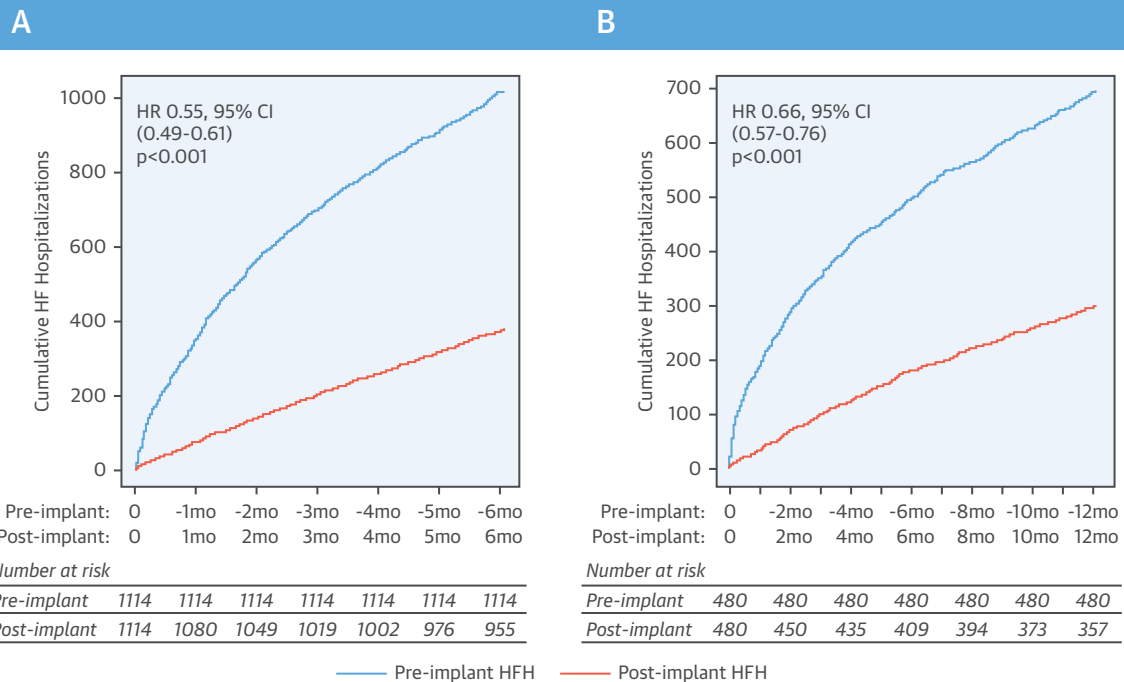 A
B
HR 0.55, 95% CI
(0.49-0.61)
p<0.001
Cumulative HF Hospitalizations
1000
800
600
400
200
0
Pre-implant: 0 -1mo -2mo -3mo -4mo -5mo -6mo
Post-implant: 0 1mo 2mo 3mo 4mo 5mo 6mo
Number at risk
Pre-implant 1114 1114 1114 1114 1114 1114 1114
Post-implant 1114 1080 1049 1019 1002 976 955
HR 0.66, 95% CI
(0.57-0.76)
p<0.001
Cumulative HF Hospitalizations
700
600
500
400
300
200
100
0
Pre-implant: 0 -2mo -4mo -6mo -8mo -10mo -12mo
Post-implant: 0 2mo 4mo 6mo 8mo 10mo 12mo
Number at risk
Pre-implant 480 480 480 480 480 480 480
Post-implant 480 450 435 409 394 373 357
Pre-implant HFH
Post-implant HFH